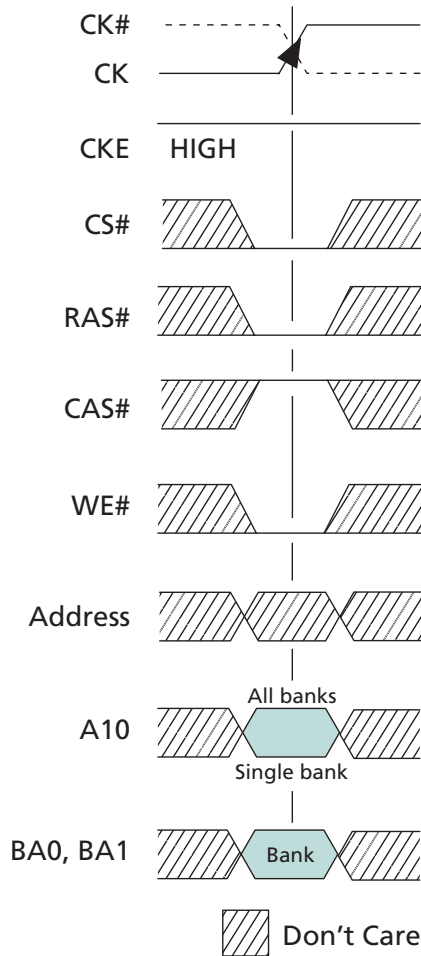 CK#
CK
CKE HIGH
CS#
RAS#
CAS#
WE#
Address
All banks
A10
Single bank
BA0, BA1 Bank
Don't Care